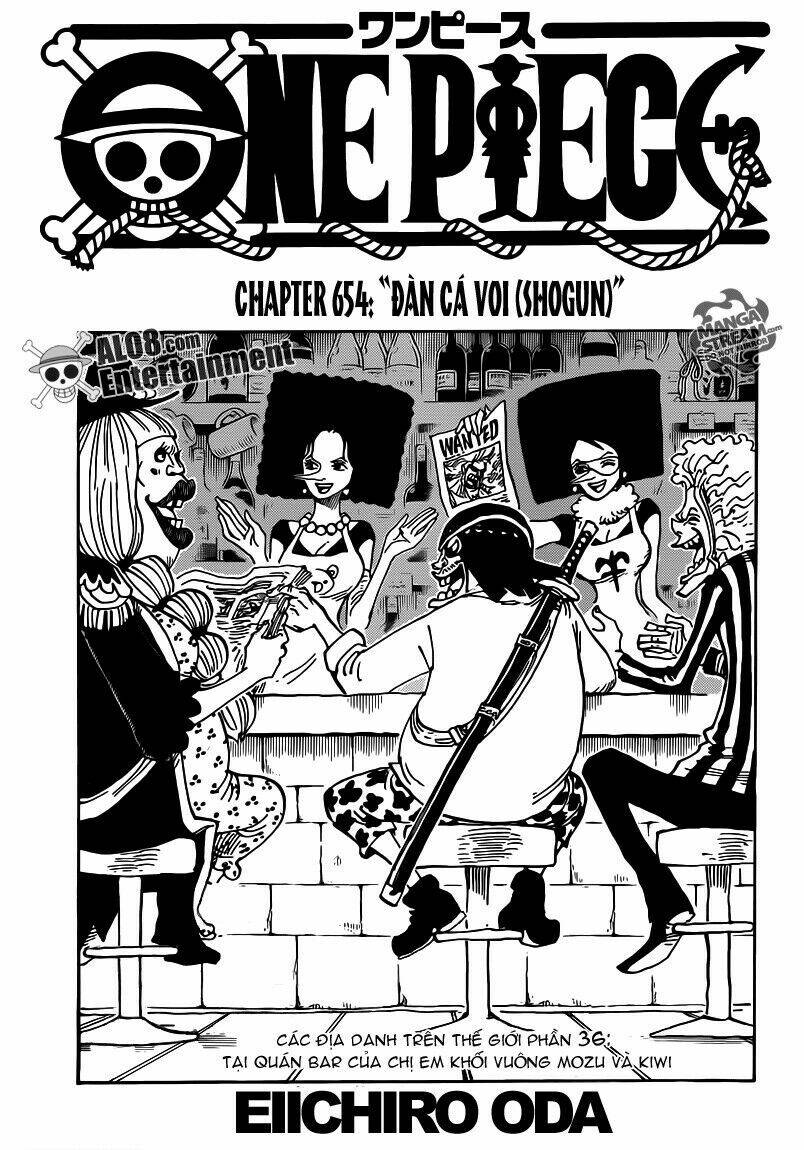 ワンピース
ONE PIECE
CHAPTER 654: "ĐÀN CÁ VOI (SHOGUN)"
AL08.com
Entertainment
MANGA
STREAM.com
WANTED
CÁC ĐỊA DANH TRÊN THẾ GIỚI PHẦN 36:
TẠI QUÁN BAR CỦA CHỊ EM KHỐI VUÔNG MOZU VÀ KIWI
EIICHIRO ODA